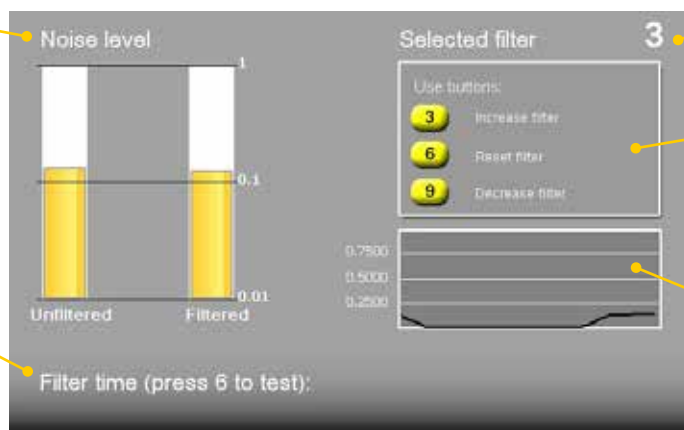 Noise level
Selected filter 3
1
0.1
0.01
Unfiltered Filtered
Use buttons:
3 Increase filter
6 Reset filter
9 Decrease filter
0.7500
0.5000
0.2500
Filter time (press 6 to test):